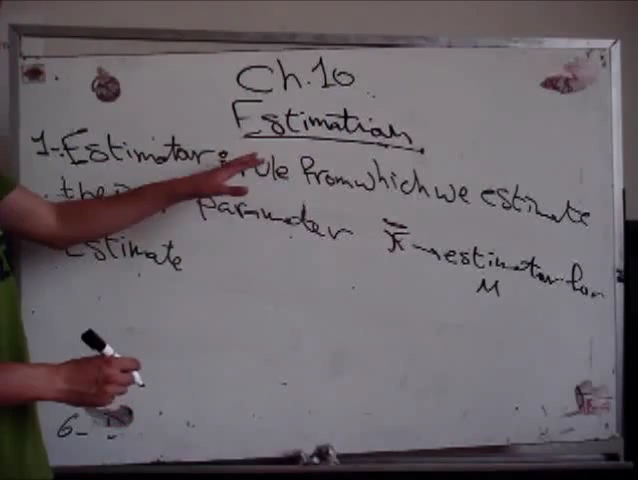 Ch.10
Estimation
1- Estimator: rule from which we estimate
the parameter x̄ → estimator for
μ
Estimate
6-